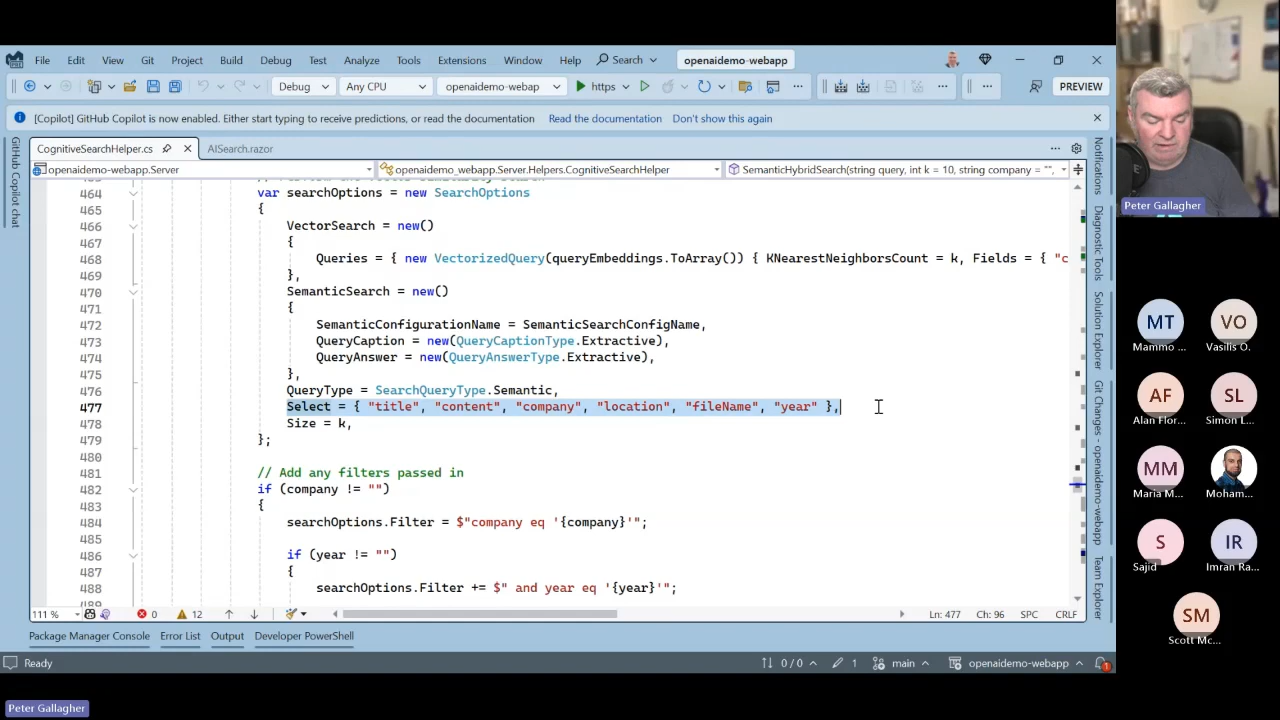 File Edit View Git Project Build Debug Test Analyze Tools Extensions Window Help Search openaidemo-webapp
Debug Any CPU openaidemo-webap https PREVIEW
[Copilot] GitHub Copilot is now enabled. Either start typing to receive predictions, or read the documentation Read the documentation Don't show this again
CognitiveSearchHelper.cs AISearch.razor
openaidemo-webapp.Server openaidemo_webapp.Server.Helpers.CognitiveSearchHelper SemanticHybridSearch(string query, int k = 10, string company = "",
464 var searchOptions = new SearchOptions
465 {
466 VectorSearch = new()
467 {
468 Queries = { new VectorizedQuery(queryEmbeddings.ToArray()) { KNearestNeighborsCount = k, Fields = { "c
469 },
470 SemanticSearch = new()
471 {
472 SemanticConfigurationName = SemanticSearchConfigName,
473 QueryCaption = new(QueryCaptionType.Extractive),
474 QueryAnswer = new(QueryAnswerType.Extractive),
475 },
476 QueryType = SearchQueryType.Semantic,
477 Select = { "title", "content", "company", "location", "fileName", "year" },
478 Size = k,
479 };
480
481 // Add any filters passed in
482 if (company != "")
483 {
484 searchOptions.Filter = $"company eq '{company}'";
485
486 if (year != "")
487 {
488 searchOptions.Filter += $" and year eq '{year}'";
111 % 0 12 Ln: 477 Ch: 96 SPC CRLF
Package Manager Console Error List Output Developer PowerShell
Ready 0 / 0 1 main openaidemo-webapp 1
GitHub Copilot chat
Notifications
Diagnostic Tools
Solution Explorer
Git Changes - openaidemo-webapp
Team Explorer
Peter Gallagher
MT VO
Mammo ... Vasilis O.
AF SL
Alan Flor... Simon L...
MM
Maria M... Moham...
S IR
Sajid Imran Ra...
SM
Scott Mc...
Peter Gallagher